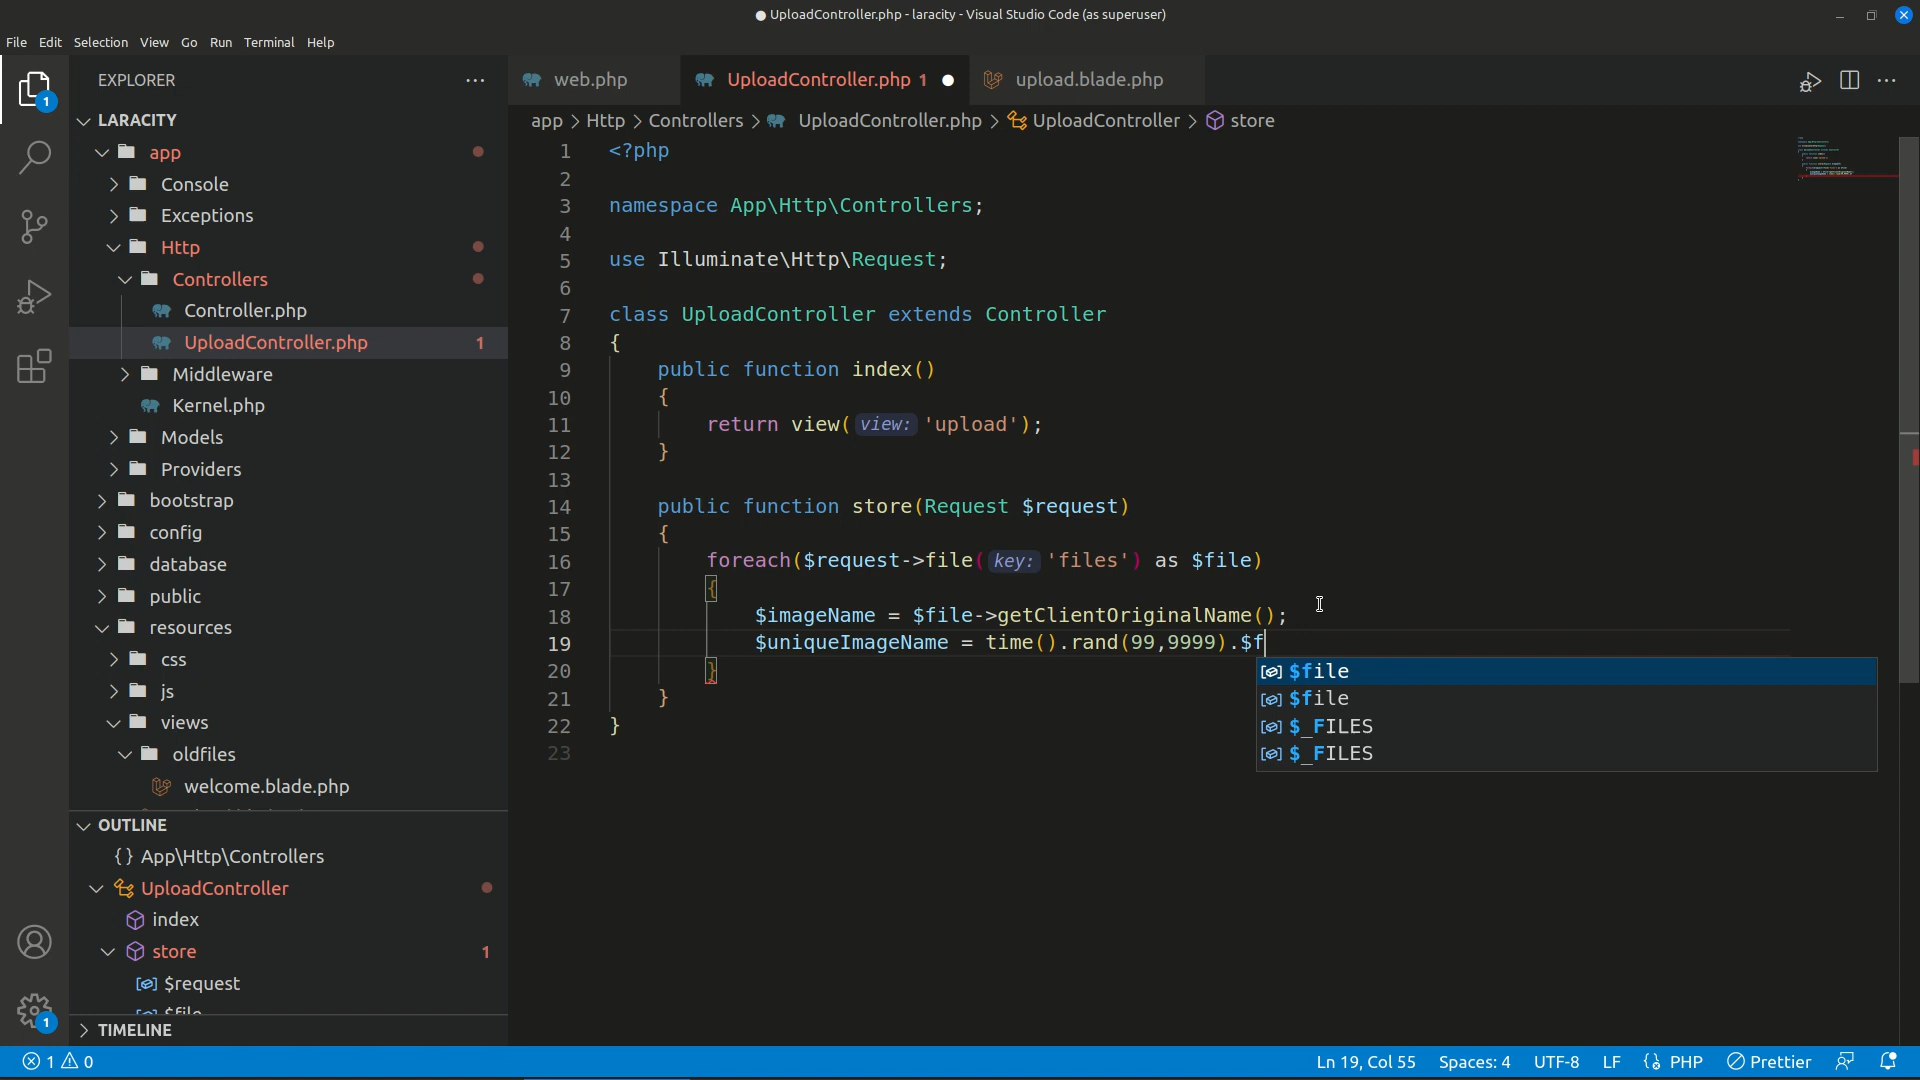 UploadController.php - laracity - Visual Studio Code (as superuser)
File Edit Selection View Go Run Terminal Help
EXPLORER
web.php
UploadController.php 1
upload.blade.php
LARACITY
app > Http > Controllers > UploadController.php > UploadController > store
app
Console
Exceptions
Http
Controllers
Controller.php
UploadController.php 1
Middleware
Kernel.php
Models
Providers
bootstrap
config
database
public
resources
css
js
views
oldfiles
welcome.blade.php
1 <?php
2
3 namespace App\Http\Controllers;
4
5 use Illuminate\Http\Request;
6
7 class UploadController extends Controller
8 {
9 public function index()
10 {
11 return view( view: 'upload');
12 }
13
14 public function store(Request $request)
15 {
16 foreach($request->file( key: 'files') as $file)
17 {
18 $imageName = $file->getClientOriginalName();
19 $uniqueImageName = time().rand(99,9999).$f
20 }
21 }
22 }
23
$file
$file
$_FILES
$_FILES
OUTLINE
{} App\Http\Controllers
UploadController
index
store 1
$request
$file
TIMELINE
1
1
1 0
Ln 19, Col 55 Spaces: 4 UTF-8 LF PHP Prettier